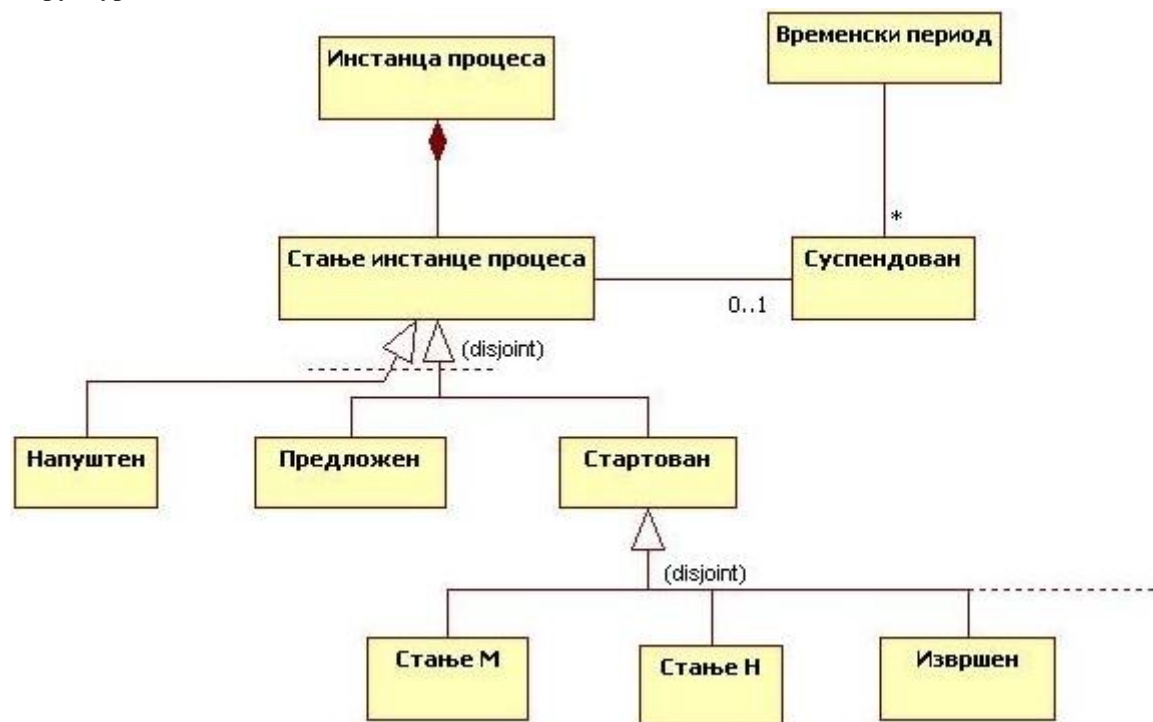 Временски период
Инстанца процеса
Стање инстанце процеса
Суспендован
*
0..1
(disjoint)
Напуштен
Предложен
Стартован
(disjoint)
Стање М
Стање Н
Извршен